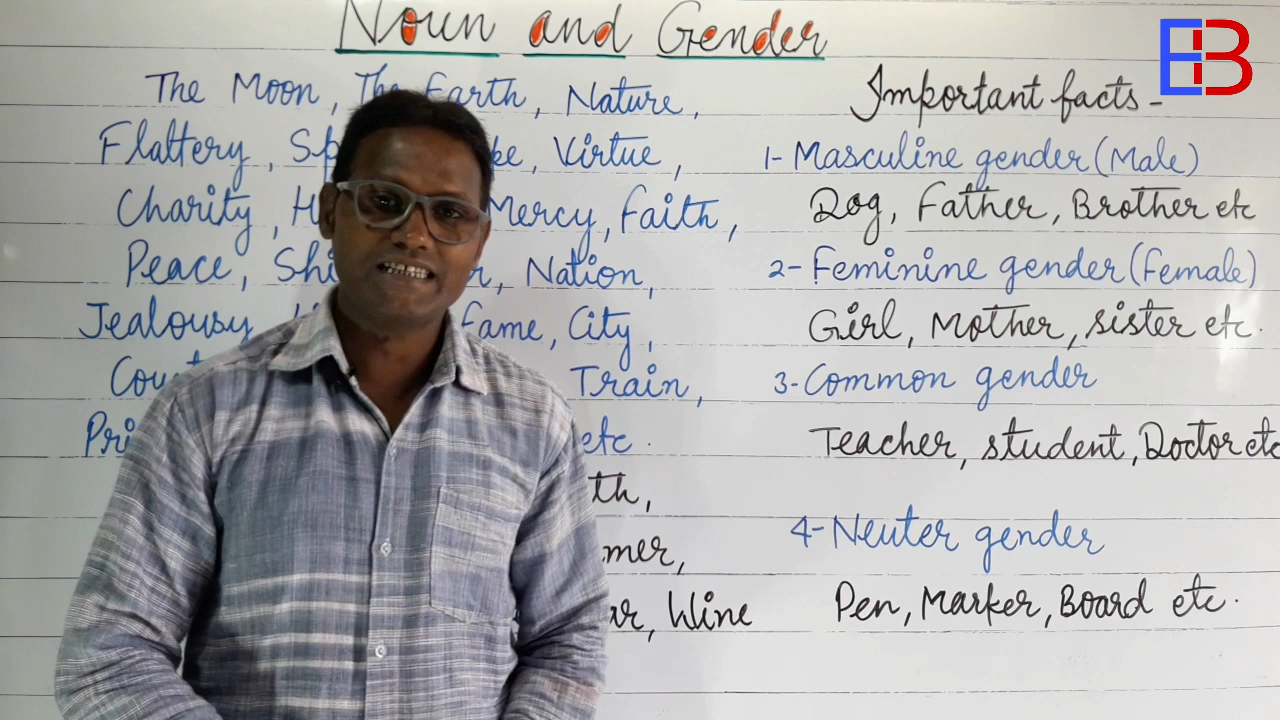 Noun and Gender
The Moon, The Earth, Nature,
Flattery, Virtue,
Charity, Mercy, Faith,
Peace, Nation,
Jealousy, Fame, City,
Train,
etc.
Wine
Important facts-
1- Masculine gender (Male)
Dog, Father, Brother etc
2- Feminine gender (Female)
Girl, Mother, sister etc.
3- Common gender
Teacher, student, Doctor etc
4- Neuter gender
Pen, Marker, Board etc.
EB